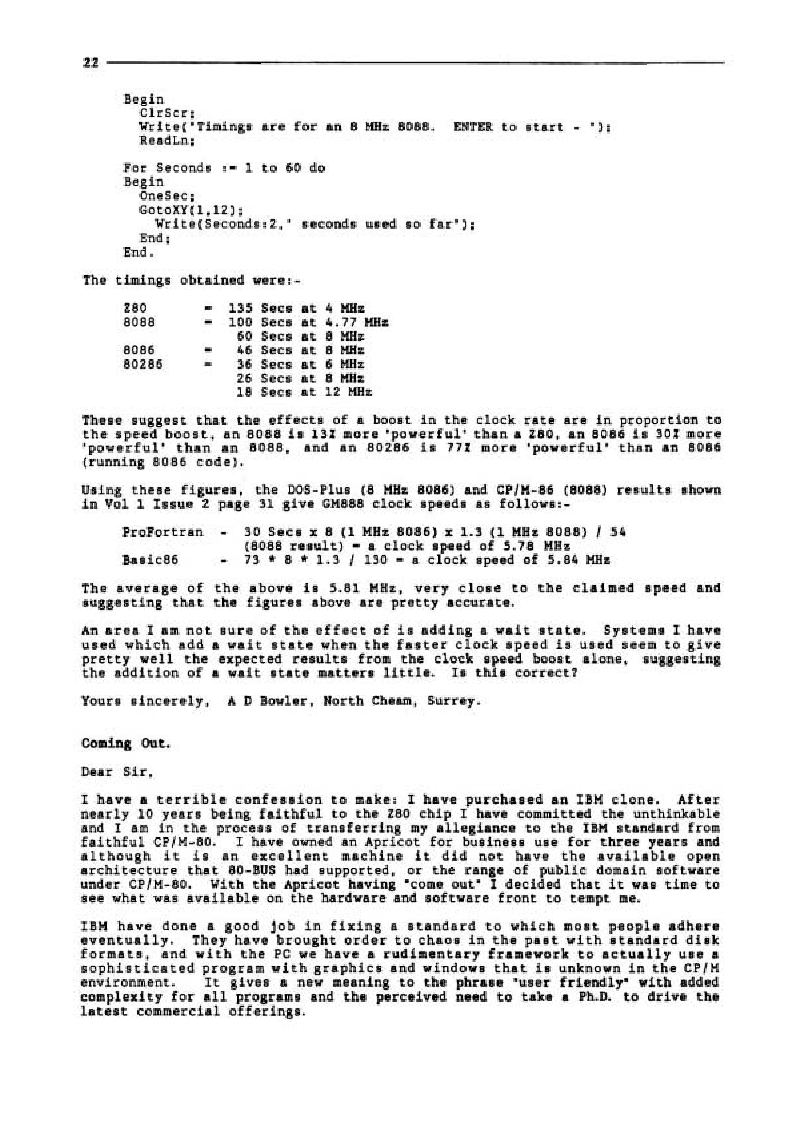 22
Begin
ClrScr;
Write('Timings are for an 8 MHz 8088.  ENTER to start - ');
ReadLn;
For Seconds := 1 to 60 do
Begin
OneSec;
GotoXY(1,12);
Write(Seconds:2,' seconds used so far');
End;
End.
The timings obtained were:-
Z80 = 135 Secs at 4 MHz
8088 = 100 Secs at 4.77 MHz
60 Secs at 8 MHz
8086 = 46 Secs at 8 MHz
80286 = 36 Secs at 6 MHz
26 Secs at 8 MHz
18 Secs at 12 MHz
These suggest that the effects of a boost in the clock rate are in proportion to
the speed boost, an 8088 is 13% more 'powerful' than a Z80, an 8086 is 30% more
'powerful' than an 8088, and an 80286 is 77% more 'powerful' than an 8086
(running 8086 code).
Using these figures, the DOS-Plus (8 MHz 8086) and CP/M-86 (8088) results shown
in Vol 1 Issue 2 page 31 give GM888 clock speeds as follows:-
ProFortran - 30 Secs x 8 (1 MHz 8086) x 1.3 (1 MHz 8088) / 54
(8088 result) = a clock speed of 5.78 MHz
Basic86 - 73 * 8 * 1.3 / 130 = a clock speed of 5.84 MHz
The average of the above is 5.81 MHz, very close to the claimed speed and
suggesting that the figures above are pretty accurate.
An area I am not sure of the effect of is adding a wait state.  Systems I have
used which add a wait state when the faster clock speed is used seem to give
pretty well the expected results from the clock speed boost alone, suggesting
the addition of a wait state matters little.  Is this correct?
Yours sincerely,  A D Bowler, North Cheam, Surrey.
Coming Out.
Dear Sir,
I have a terrible confession to make: I have purchased an IBM clone.  After
nearly 10 years being faithful to the Z80 chip I have committed the unthinkable
and I am in the process of transferring my allegiance to the IBM standard from
faithful CP/M-80.  I have owned an Apricot for business use for three years and
although it is an excellent machine it did not have the available open
architecture that 80-BUS had supported, or the range of public domain software
under CP/M-80.  With the Apricot having "come out" I decided that it was time to
see what was available on the hardware and software front to tempt me.
IBM have done a good job in fixing a standard to which most people adhere
eventually.  They have brought order to chaos in the past with standard disk
formats, and with the PC we have a rudimentary framework to actually use a
sophisticated program with graphics and windows that is unknown in the CP/M
environment.  It gives a new meaning to the phrase "user friendly" with added
complexity for all programs and the perceived need to take a Ph.D. to drive the
latest commercial offerings.